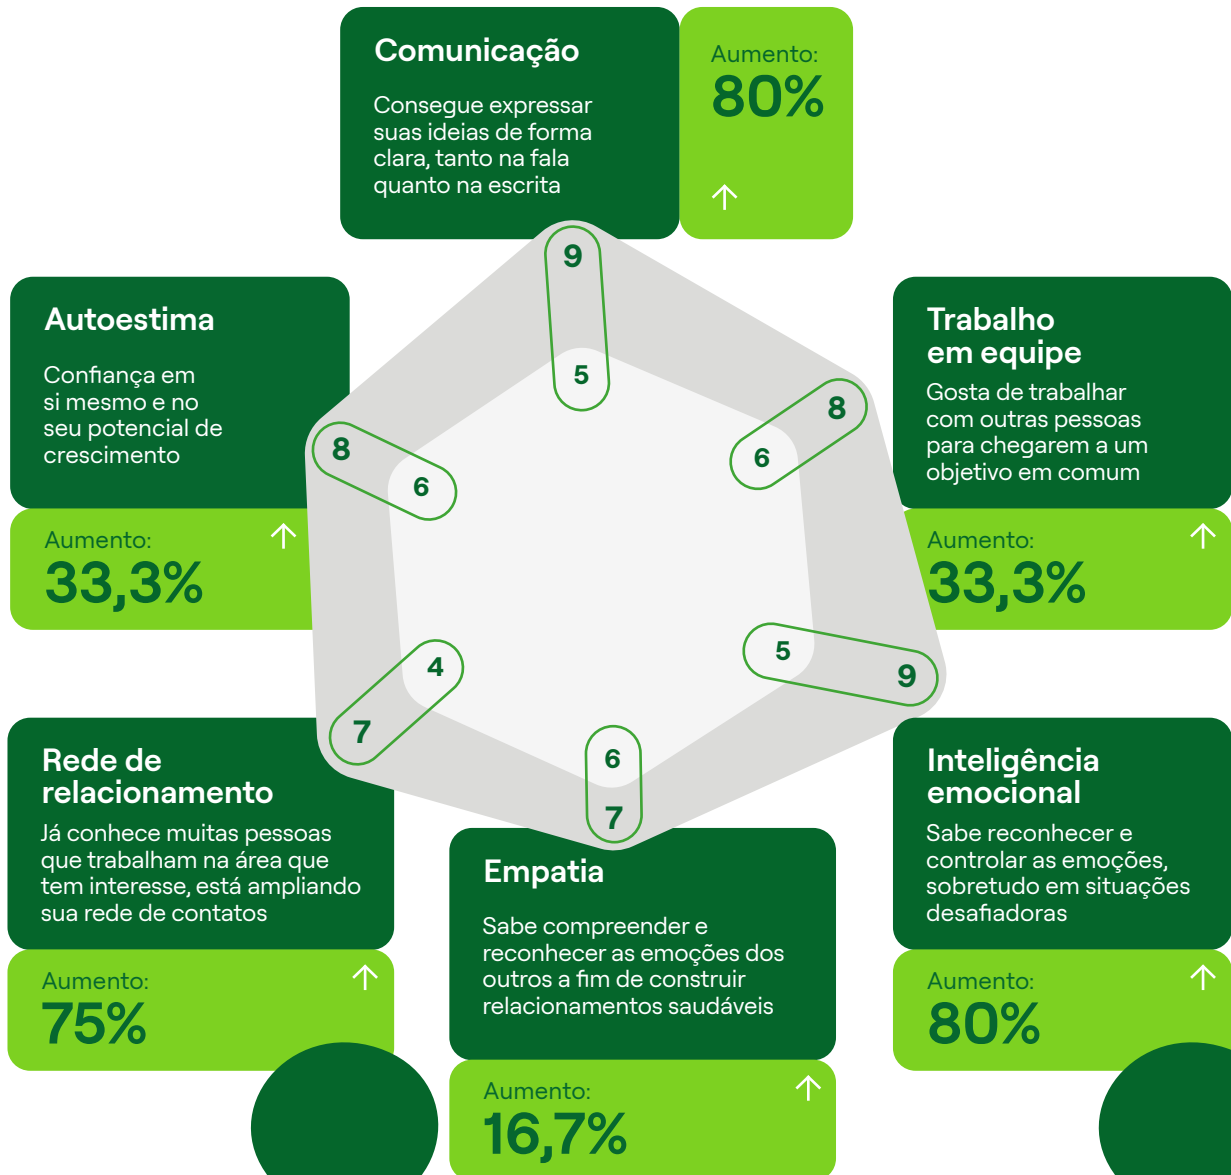 Comunicação
Consegue expressar
suas ideias de forma
clara, tanto na fala
quanto na escrita
Aumento:
80%
Autoestima
Confiança em
si mesmo e no
seu potencial de
crescimento
Aumento:
33,3%
Trabalho
em equipe
Gosta de trabalhar
com outras pessoas
para chegarem a um
objetivo em comum
Aumento:
33,3%
9
5
8
6
8
6
4
7
5
9
6
7
Rede de
relacionamento
Já conhece muitas pessoas
que trabalham na área que
tem interesse, está ampliando
sua rede de contatos
Aumento:
75%
Empatia
Sabe compreender e
reconhecer as emoções dos
outros a fim de construir
relacionamentos saudáveis
Aumento:
16,7%
Inteligência
emocional
Sabe reconhecer e
controlar as emoções,
sobretudo em situações
desafiadoras
Aumento:
80%